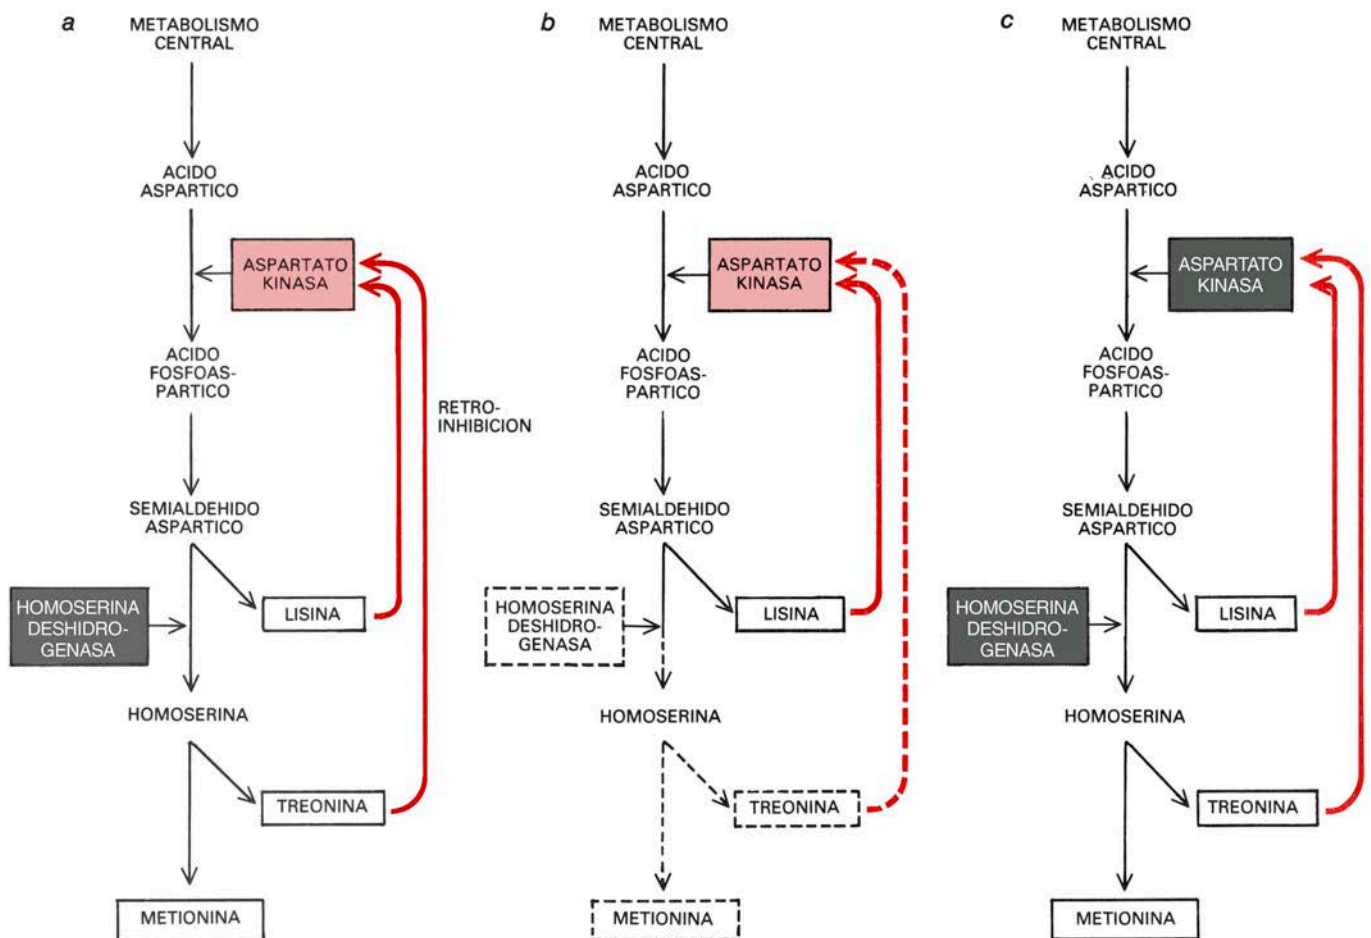 a
METABOLISMO
CENTRAL
ACIDO
ASPARTICO
ASPARTATO
KINASA
ACIDO
FOSFOAS-
PARTICO
RETRO-
INHIBICION
SEMIALDEHIDO
ASPARTICO
HOMOSERINA
DESHIDRO-
GENASA
LISINA
HOMOSERINA
TREONINA
METIONINA
b
METABOLISMO
CENTRAL
ACIDO
ASPARTICO
ASPARTATO
KINASA
ACIDO
FOSFOAS-
PARTICO
SEMIALDEHIDO
ASPARTICO
HOMOSERINA
DESHIDRO-
GENASA
LISINA
HOMOSERINA
TREONINA
METIONINA
c
METABOLISMO
CENTRAL
ACIDO
ASPARTICO
ASPARTATO
KINASA
ACIDO
FOSFOAS-
PARTICO
SEMIALDEHIDO
ASPARTICO
HOMOSERINA
DESHIDRO-
GENASA
LISINA
HOMOSERINA
TREONINA
METIONINA